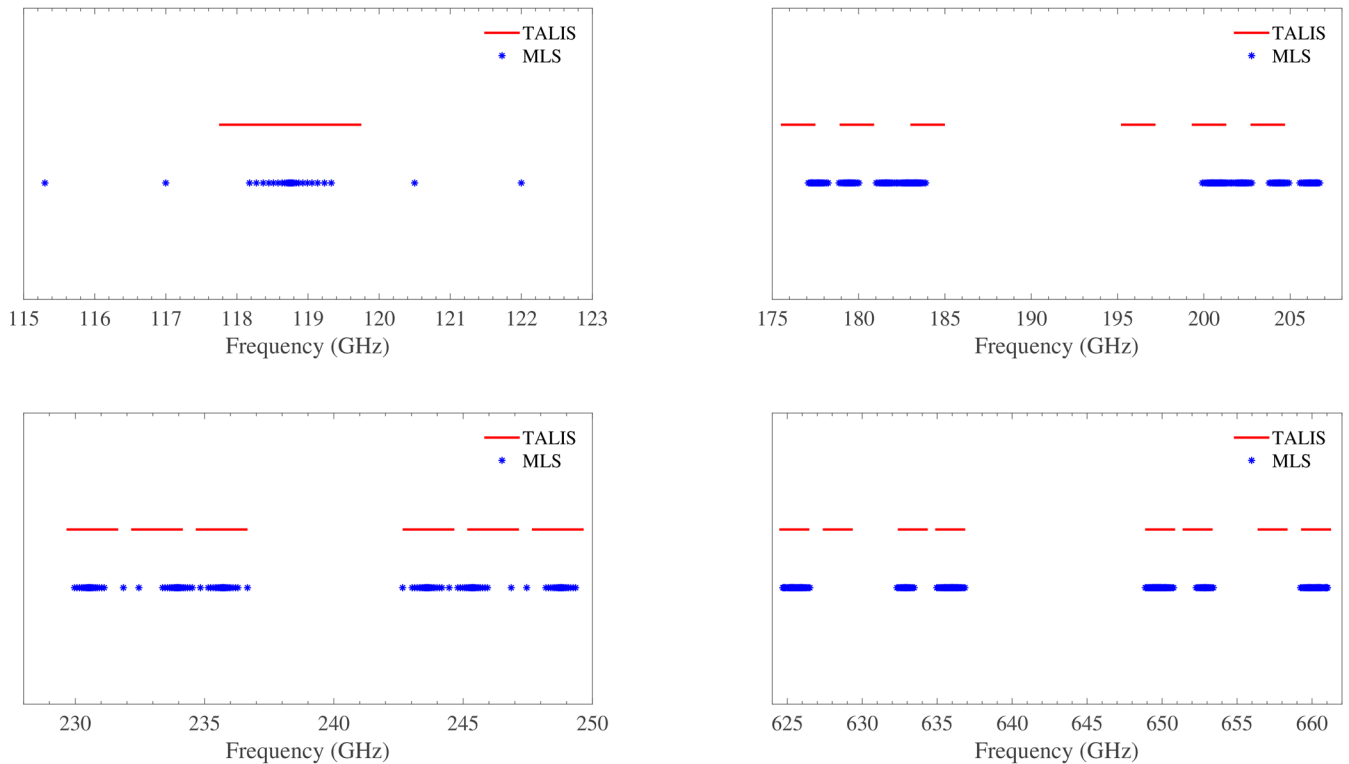 TALIS
MLS
115 116 117 118 119 120 121 122 123
Frequency (GHz)
TALIS
MLS
175 180 185 190 195 200 205
Frequency (GHz)
TALIS
MLS
230 235 240 245 250
Frequency (GHz)
TALIS
MLS
625 630 635 640 645 650 655 660
Frequency (GHz)